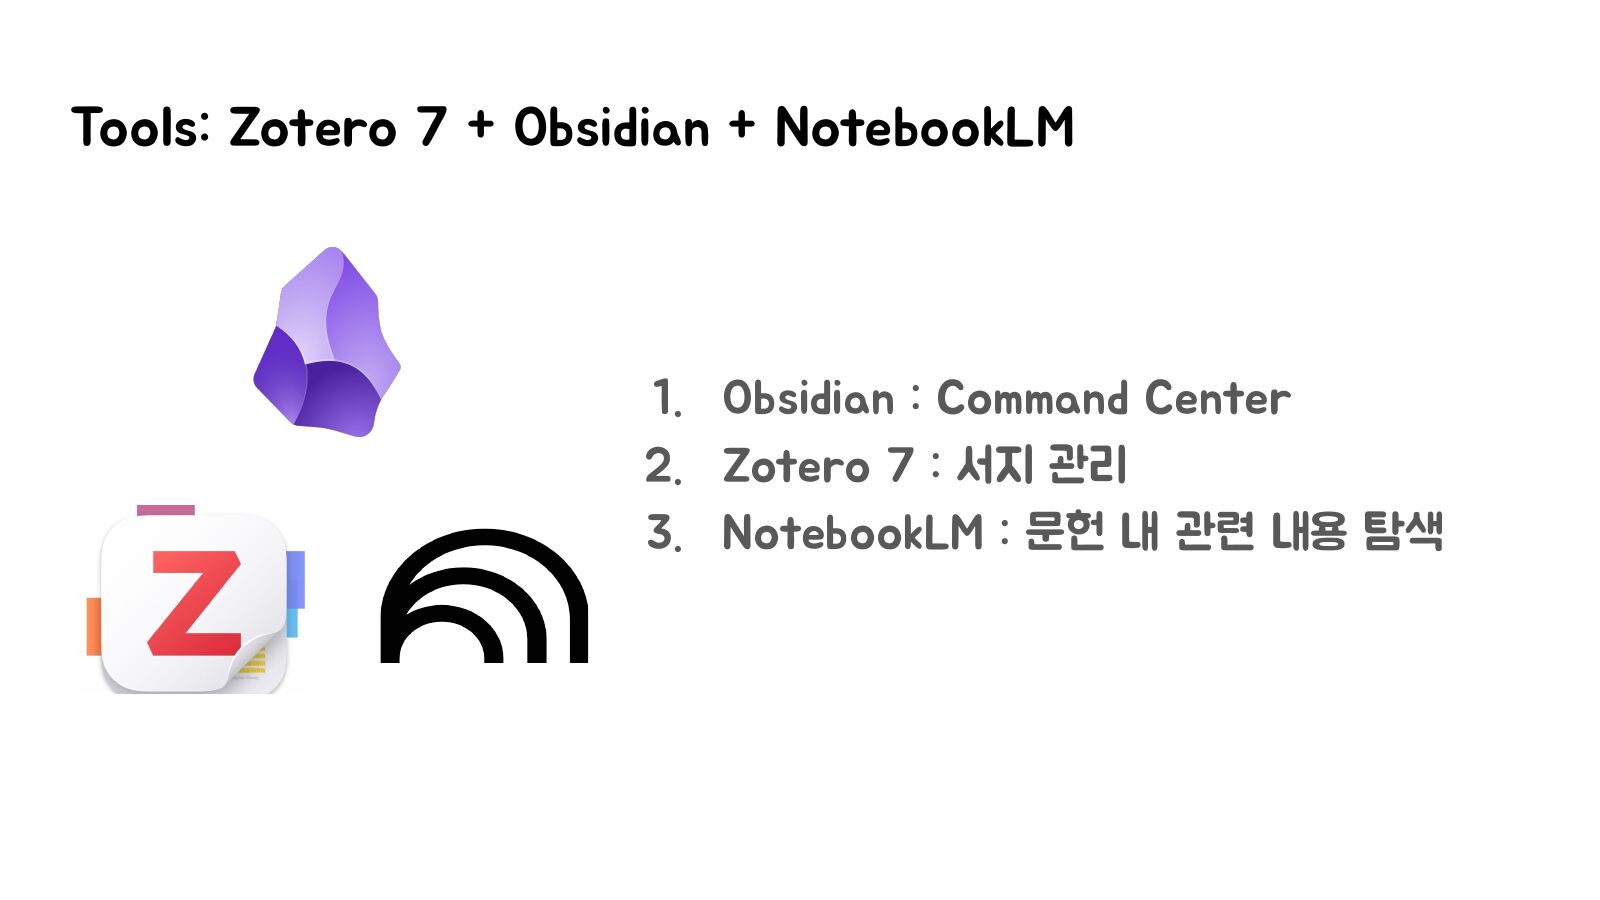 Tools: Zotero 7 + Obsidian + NotebookLM
1. Obsidian : Command Center
2. Zotero 7 : 서지 관리
3. NotebookLM : 문헌 내 관련 내용 탐색
Z